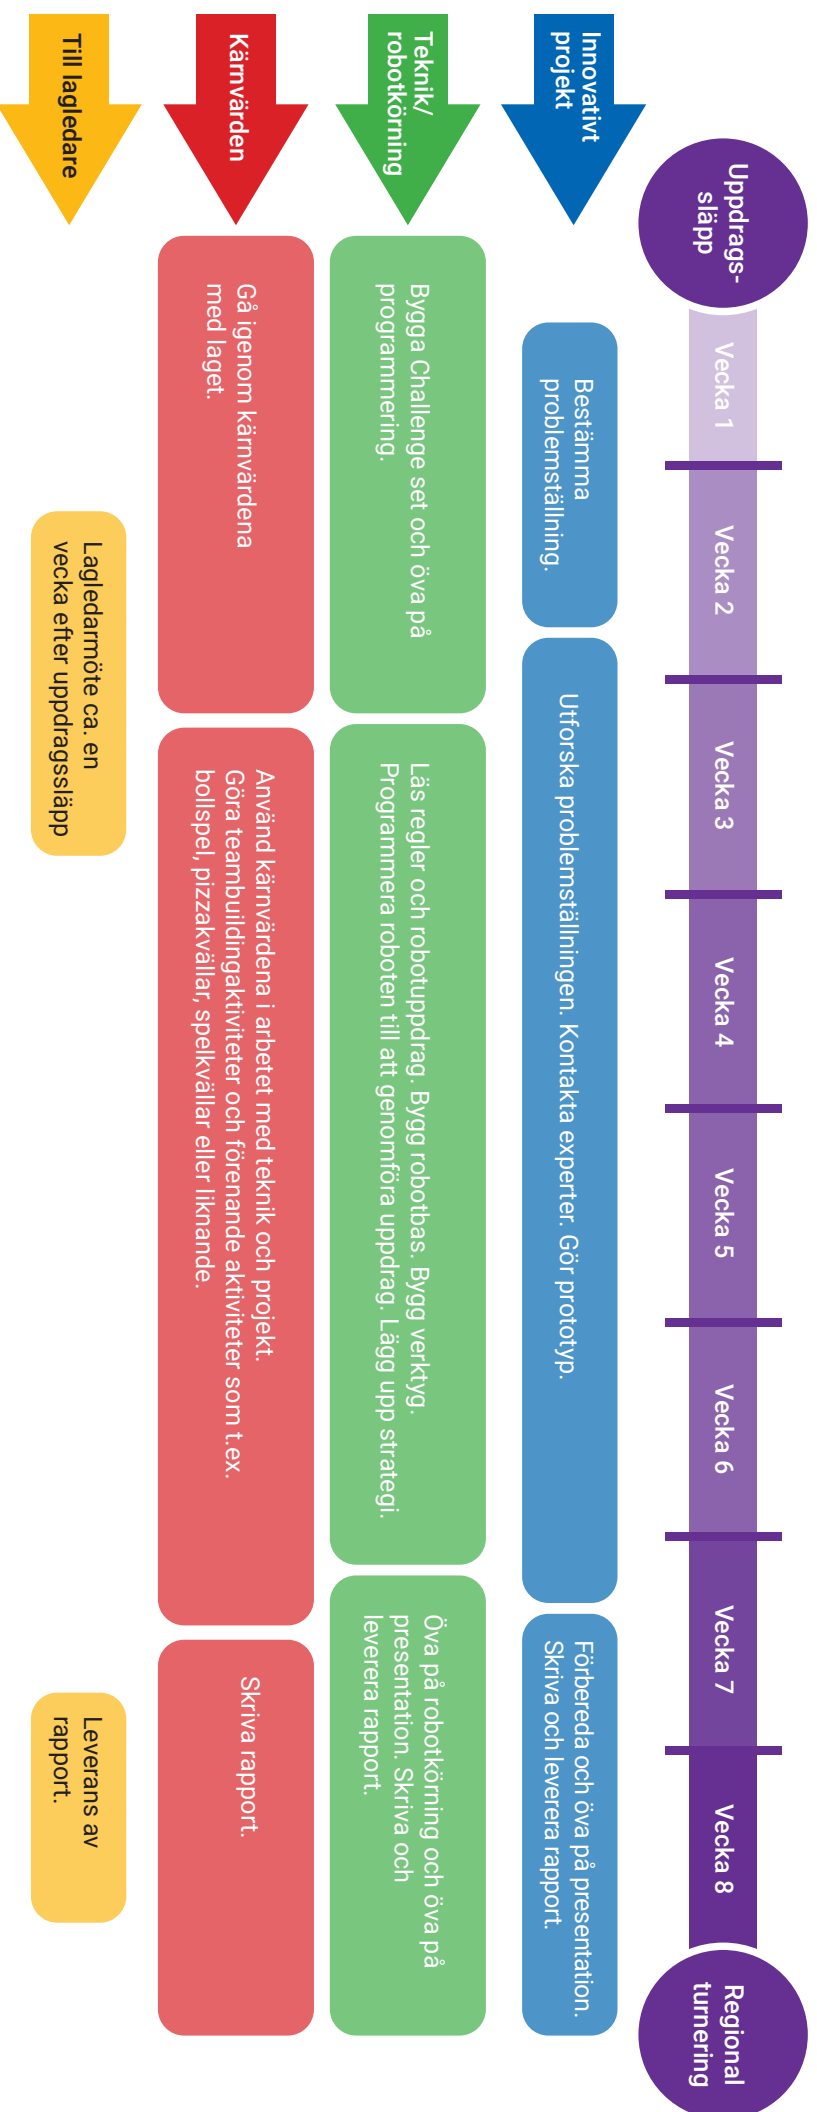 Uppdrags-
släpp
Vecka 1
Vecka 2
Vecka 3
Vecka 4
Vecka 5
Vecka 6
Vecka 7
Vecka 8
Regional
turnering
Innovativt
projekt
Bestämma
problemställning.
Utforska problemställningen. Kontakta experter. Gör prototyp.
Förbereda och öva på presentation.
Skriva och leverera rapport.
Teknik/
robotkörning
Bygga Challenge set och öva på
programmering.
Läs regler och robotuppdrag. Bygg robotbas. Bygg verktyg.
Programmera roboten till att genomföra uppdrag. Lägg upp strategi.
Öva på robotkörning och öva på
presentation. Skriva och
leverera rapport.
Kärnvärden
Gå igenom kärnvärdena
med laget.
Använd kärnvärdena i arbetet med teknik och projekt.
Göra teambuildingaktiviteter och förenande aktiviteter som t.ex.
bollspel, pizzakvällar, spelkvällar eller liknande.
Skriva rapport.
Till lagledare
Lagledarmöte ca. en
vecka efter uppdragssläpp
Leverans av
rapport.